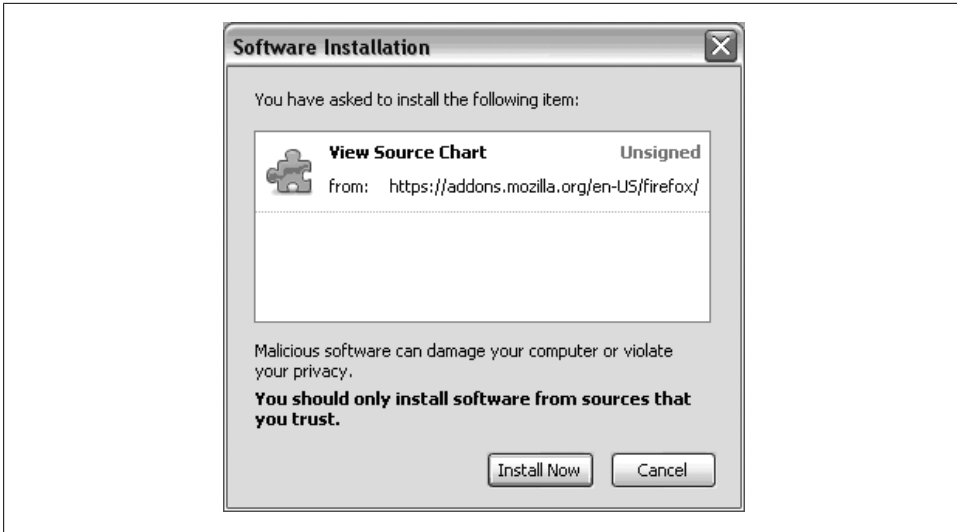 Software Installation
You have asked to install the following item:
View Source Chart Unsigned
from: https://addons.mozilla.org/en-US/firefox/
Malicious software can damage your computer or violate
your privacy.
You should only install software from sources that
you trust.
Install Now Cancel